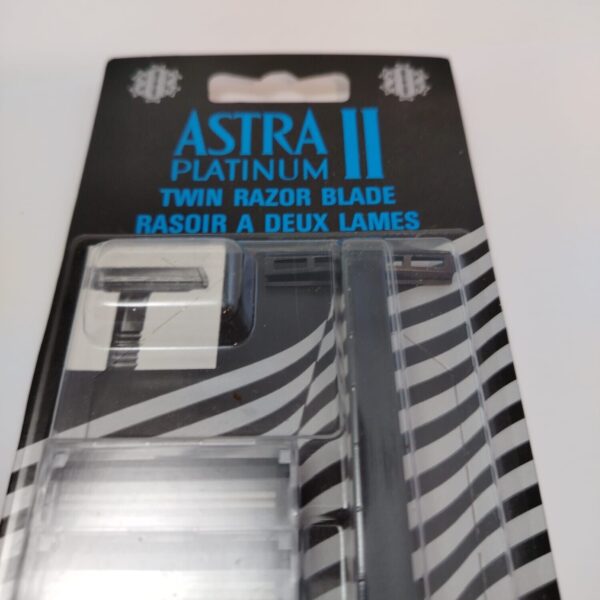 ASTRA II
PLATINUM
TWIN RAZOR BLADE
RASOIR A DEUX LAMES